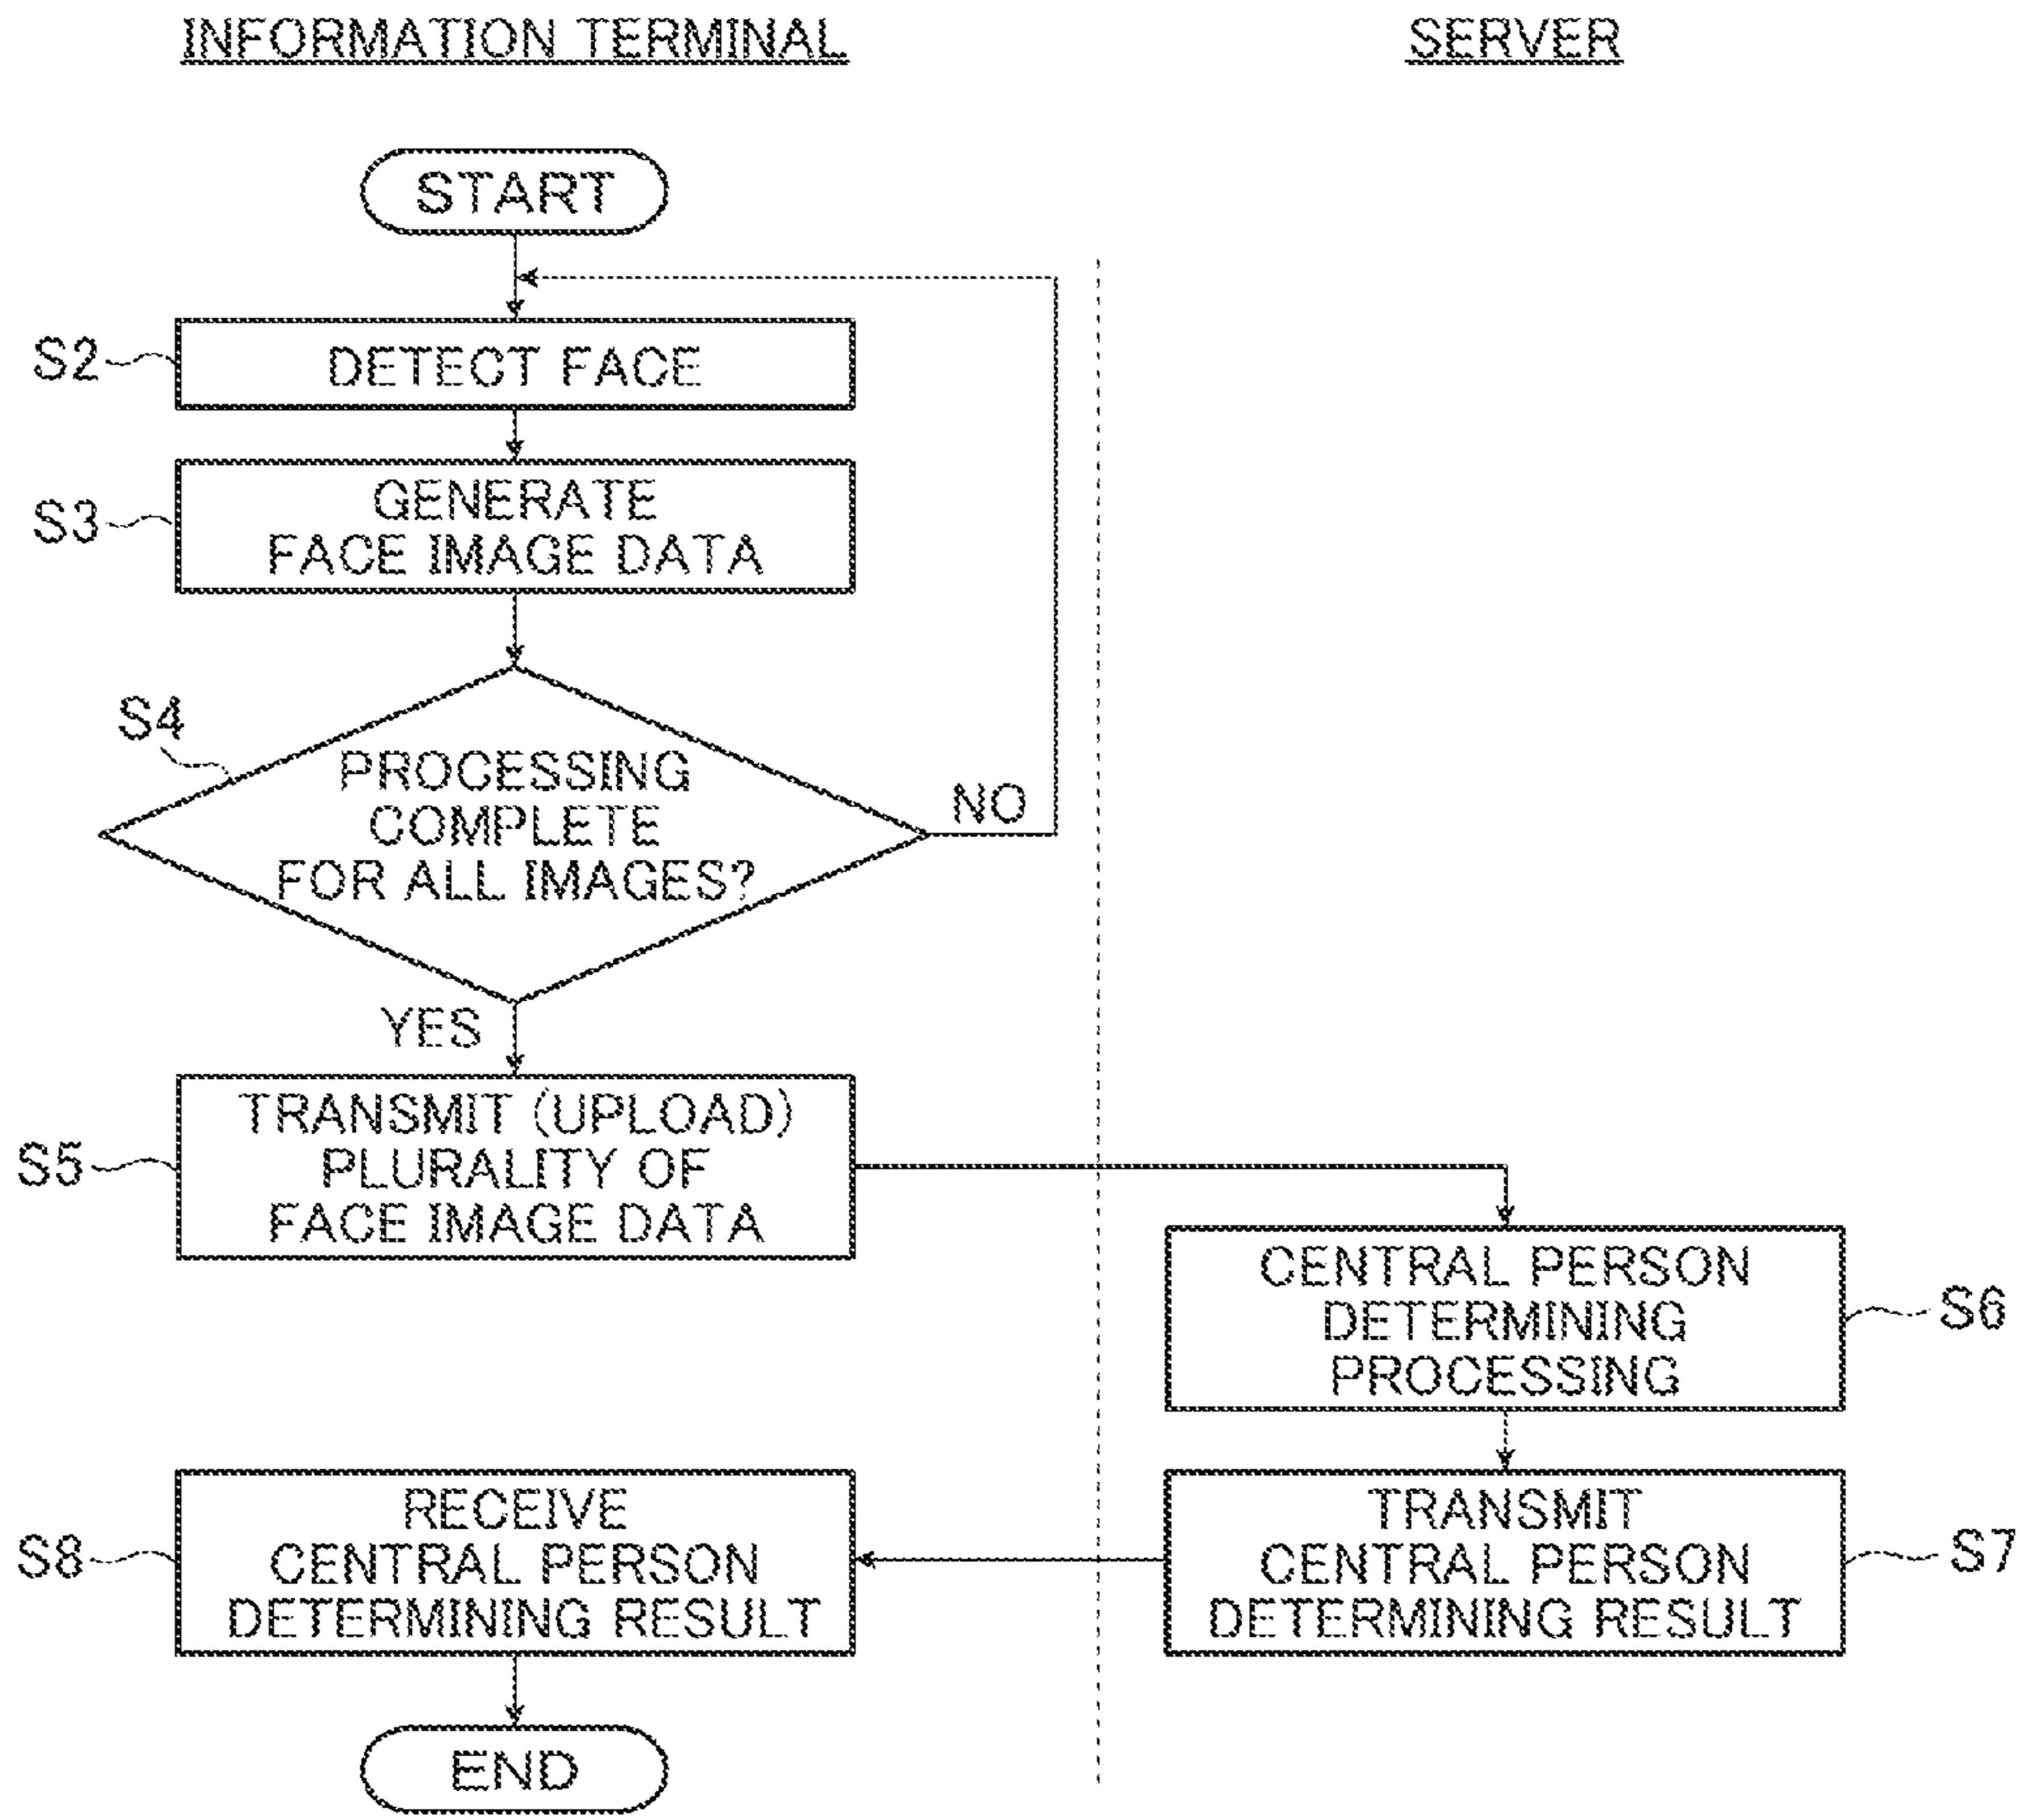 INFORMATION TERMINAL
SERVER
START
S2
DETECT FACE
S3
GENERATE
FACE IMAGE DATA
S4
PROCESSING
COMPLETE
FOR ALL IMAGES?
NO
YES
S5
TRANSMIT (UPLOAD)
PLURALITY OF
FACE IMAGE DATA
CENTRAL PERSON
DETERMINING
PROCESSING
S6
S8
RECEIVE
CENTRAL PERSON
DETERMINING RESULT
TRANSMIT
CENTRAL PERSON
DETERMINING RESULT
S7
END